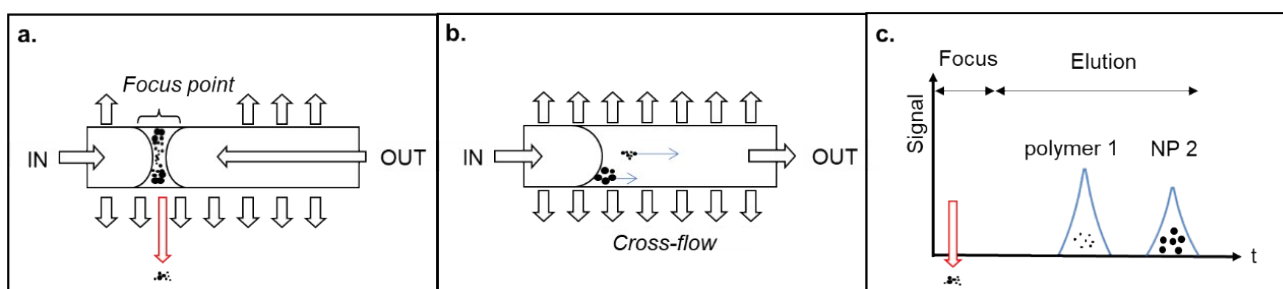 a.
Focus point
IN
OUT
b.
IN
OUT
Cross-flow
c.
Focus
Elution
Signal
polymer 1
NP 2
t